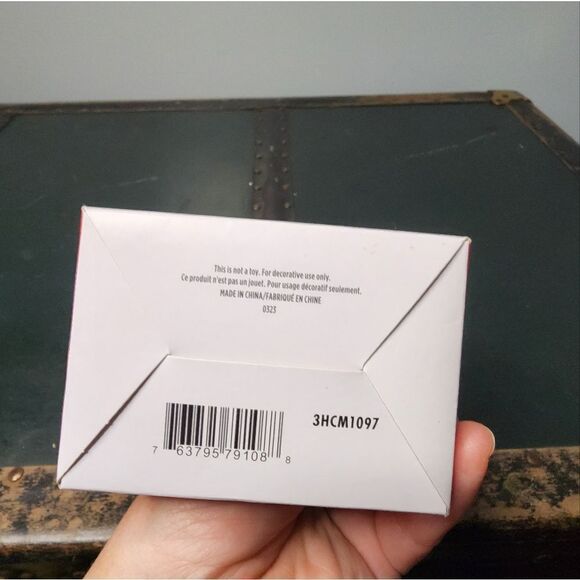 This is not a toy. For decorative use only.
Ce produit n'est pas un jouet. Pour usage décoratif seulement.
MADE IN CHINA/FABRIQUÉ EN CHINE
0323
3HCM1097
7 63795 79108 8